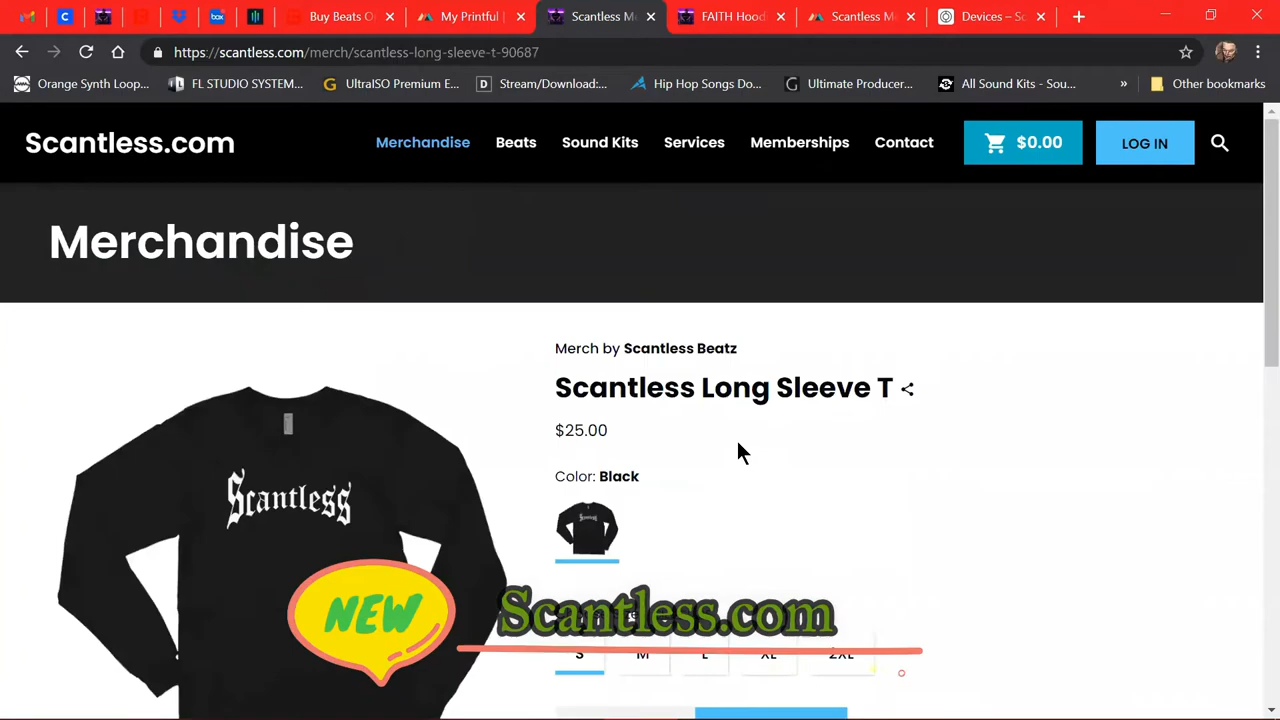 Buy Beats O
My Printful
Scantless M
FAITH Hood
Scantless M
Devices – Sc
https://scantless.com/merch/scantless-long-sleeve-t-90687
Orange Synth Loop... FL STUDIO SYSTEM... UltraISO Premium E... Stream/Download:... Hip Hop Songs Do... Ultimate Producer... All Sound Kits - Sou... » Other bookmarks
Scantless.com Merchandise Beats Sound Kits Services Memberships Contact $0.00 LOG IN
Merchandise
Merch by Scantless Beatz
Scantless Long Sleeve T
$25.00
Color: Black
Scantless
NEW Scantless.com
S M L XL 2XL